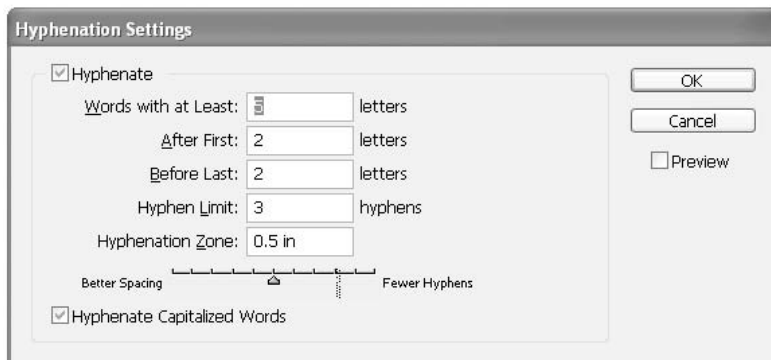 Hyphenation Settings
Hyphenate
Words with at Least: 5 letters
After First: 2 letters
Before Last: 2 letters
Hyphen Limit: 3 hyphens
Hyphenation Zone: 0.5 in
Better Spacing Fewer Hyphens
Hyphenate Capitalized Words
OK
Cancel
Preview